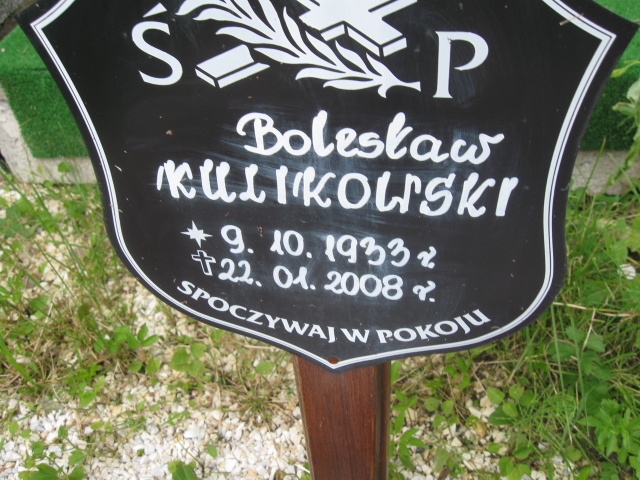 Ś P
Bolesław
KULIKOWSKI
9. 10. 1933 r.
22. 01. 2008 r.
SPOCZYWAJ W POKOJU